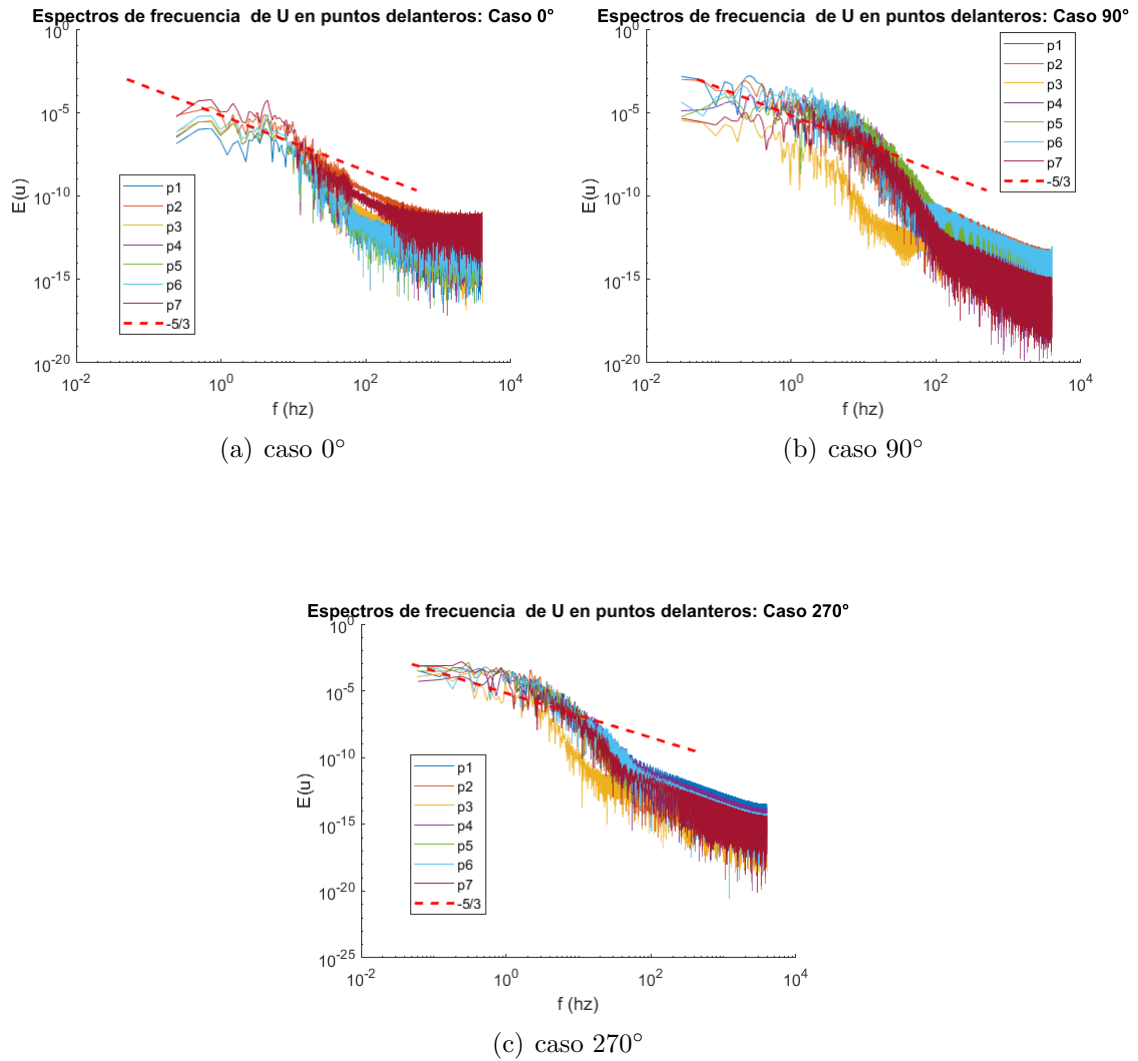 Espectros de frecuencia de U en puntos delanteros: Caso 0°
10^0
10^-5
10^-10
10^-15
10^-20
E(u)
p1
p2
p3
p4
p5
p6
p7
-5/3
10^-2
10^0
10^2
10^4
f (hz)
(a) caso 0°
Espectros de frecuencia de U en puntos delanteros: Caso 90°
10^0
10^-5
10^-10
10^-15
10^-20
E(u)
p1
p2
p3
p4
p5
p6
p7
-5/3
10^-2
10^0
10^2
10^4
f (hz)
(b) caso 90°
Espectros de frecuencia de U en puntos delanteros: Caso 270°
10^0
10^-5
10^-10
10^-15
10^-20
10^-25
E(u)
p1
p2
p3
p4
p5
p6
p7
-5/3
10^-2
10^0
10^2
10^4
f (hz)
(c) caso 270°